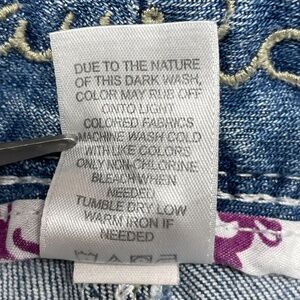 DUE TO THE NATURE
OF THIS DARK WASH,
COLOR MAY RUB OFF
ONTO LIGHT
COLORED FABRICS
MACHINE WASH COLD
WITH LIKE COLORS
ONLY NON-CHLORINE
BLEACH WHEN
NEEDED
TUMBLE DRY LOW
WARM IRON IF
NEEDED